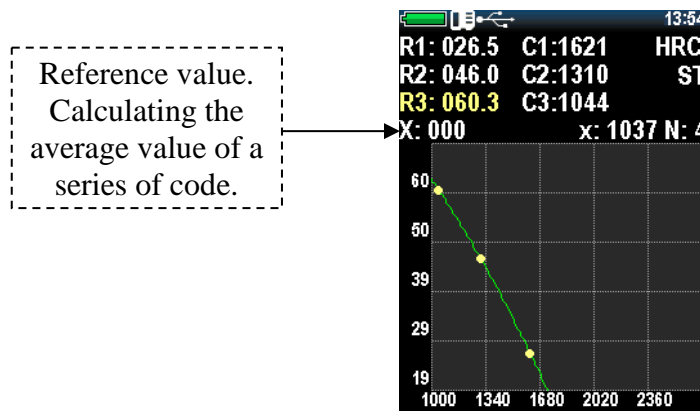 Reference value.
Calculating the
average value of a
series of code.
13:54
R1: 026.5 C1:1621 HRC
R2: 046.0 C2:1310 ST
R3: 060.3 C3:1044
X: 000 x: 1037 N: 4
60
50
39
29
19
1000 1340 1680 2020 2360